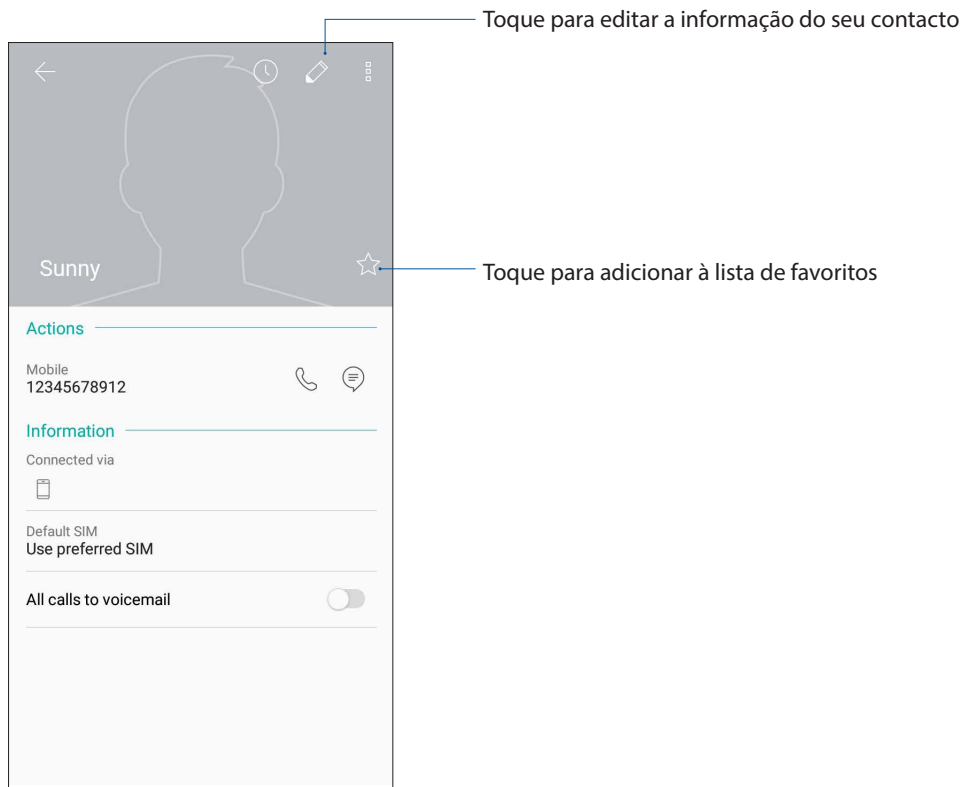 Toque para editar a informação do seu contacto
Sunny
Toque para adicionar à lista de favoritos
Actions
Mobile
12345678912
Information
Connected via
Default SIM
Use preferred SIM
All calls to voicemail